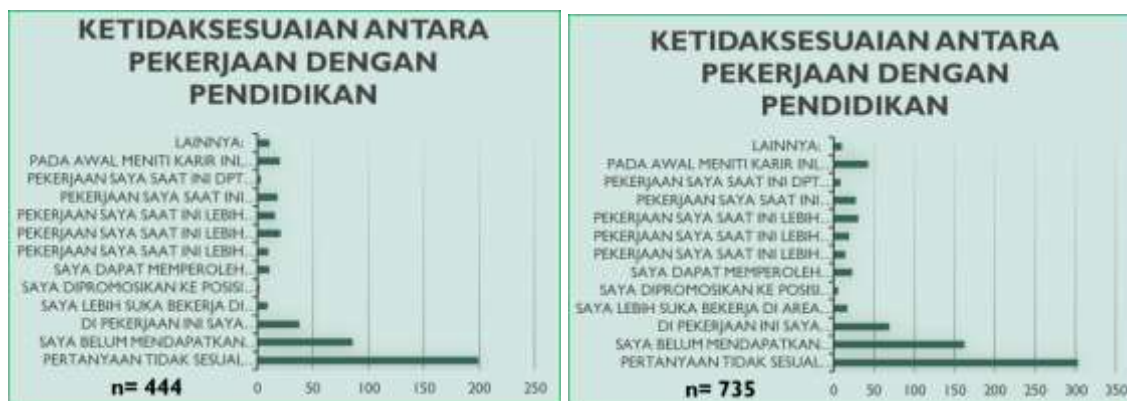 KETIDAKSESUAIAN ANTARA
PEKERJAAN DENGAN
PENDIDIKAN
LAINNYA:
PADA AWAL MENITI KARIR INI...
PEKERJAAN SAYA SAAT INI DPT...
PEKERJAAN SAYA SAAT INI
PEKERJAAN SAYA SAAT INI LEBIH...
PEKERJAAN SAYA SAAT INI LEBIH...
PEKERJAAN SAYA SAAT INI LEBIH...
SAYA DAPAT MEMPEROLEH
SAYA DIPROMOSIKAN KE POSISI...
SAYA LEBIH SUKA BEKERJA DI...
DI PEKERJAAN INI SAYA...
SAYA BELUM MENDAPATKAN...
PERTANYAAN TIDAK SESUAI...
0 50 100 150 200 250
n= 444
KETIDAKSESUAIAN ANTARA
PEKERJAAN DENGAN
PENDIDIKAN
LAINNYA:
PADA AWAL MENITI KARIR INI...
PEKERJAAN SAYA SAAT INI DPT...
PEKERJAAN SAYA SAAT INI
PEKERJAAN SAYA SAAT INI LEBIH...
PEKERJAAN SAYA SAAT INI LEBIH...
PEKERJAAN SAYA SAAT INI LEBIH...
SAYA DAPAT MEMPEROLEH
SAYA DIPROMOSIKAN KE POSISI...
SAYA LEBIH SUKA BEKERJA DI AREA...
DI PEKERJAAN INI SAYA...
SAYA BELUM MENDAPATKAN...
PERTANYAAN TIDAK SESUAI...
0 50 100 150 200 250 300 350
n= 735